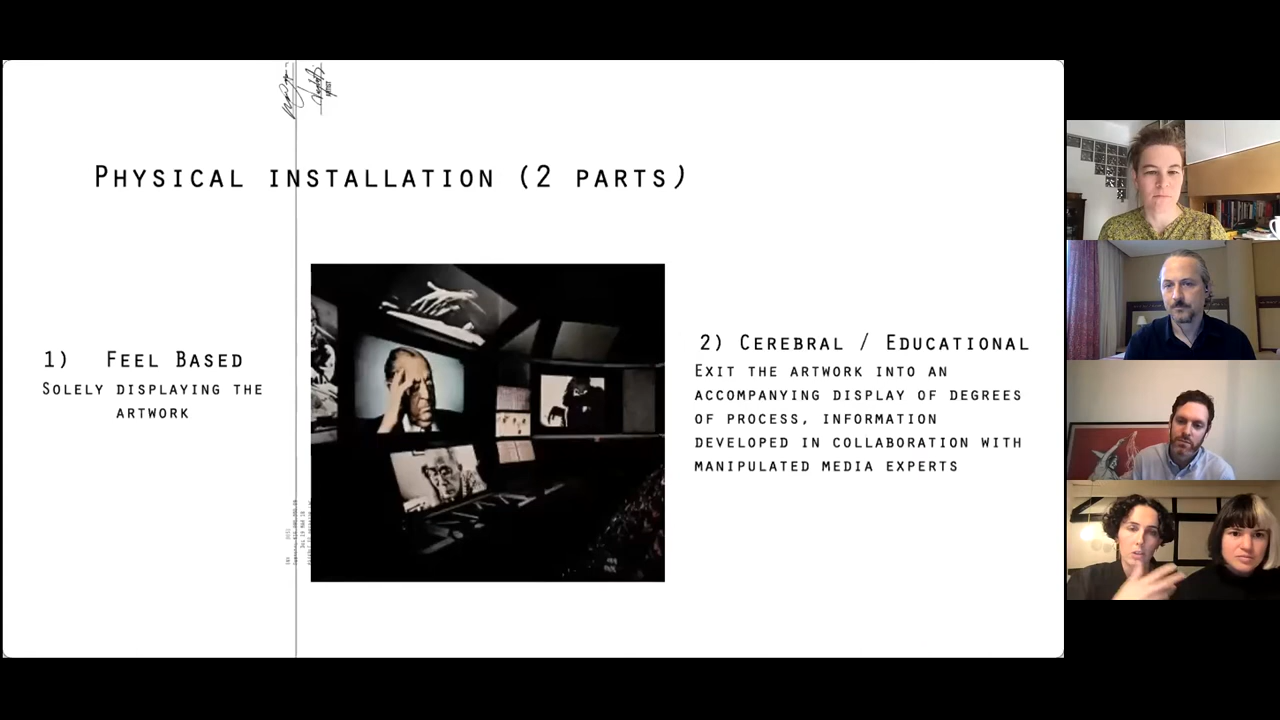 PHYSICAL INSTALLATION (2 PARTS)
1) FEEL BASED
SOLELY DISPLAYING THE
ARTWORK
2) CEREBRAL / EDUCATIONAL
EXIT THE ARTWORK INTO AN
ACCOMPANYING DISPLAY OF DEGREES
OF PROCESS, INFORMATION
DEVELOPED IN COLLABORATION WITH
MANIPULATED MEDIA EXPERTS
ARTIST